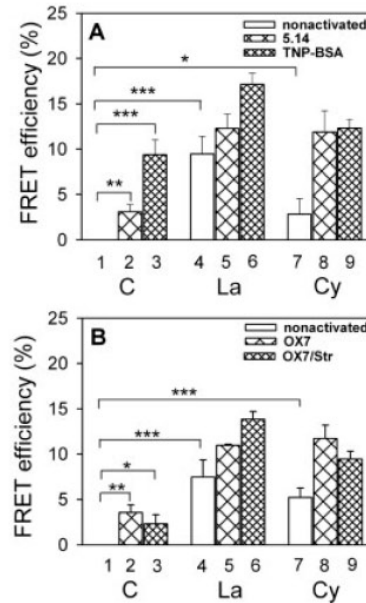 A
nonactivated
5.14
TNP-BSA
FRET efficiency (%)
25
20
15
10
5
0
*
***
***
**
1 2 3 4 5 6 7 8 9
C La Cy
B
nonactivated
OX7
OX7/Str
FRET efficiency (%)
25
20
15
10
5
0
***
***
*
**
1 2 3 4 5 6 7 8 9
C La Cy